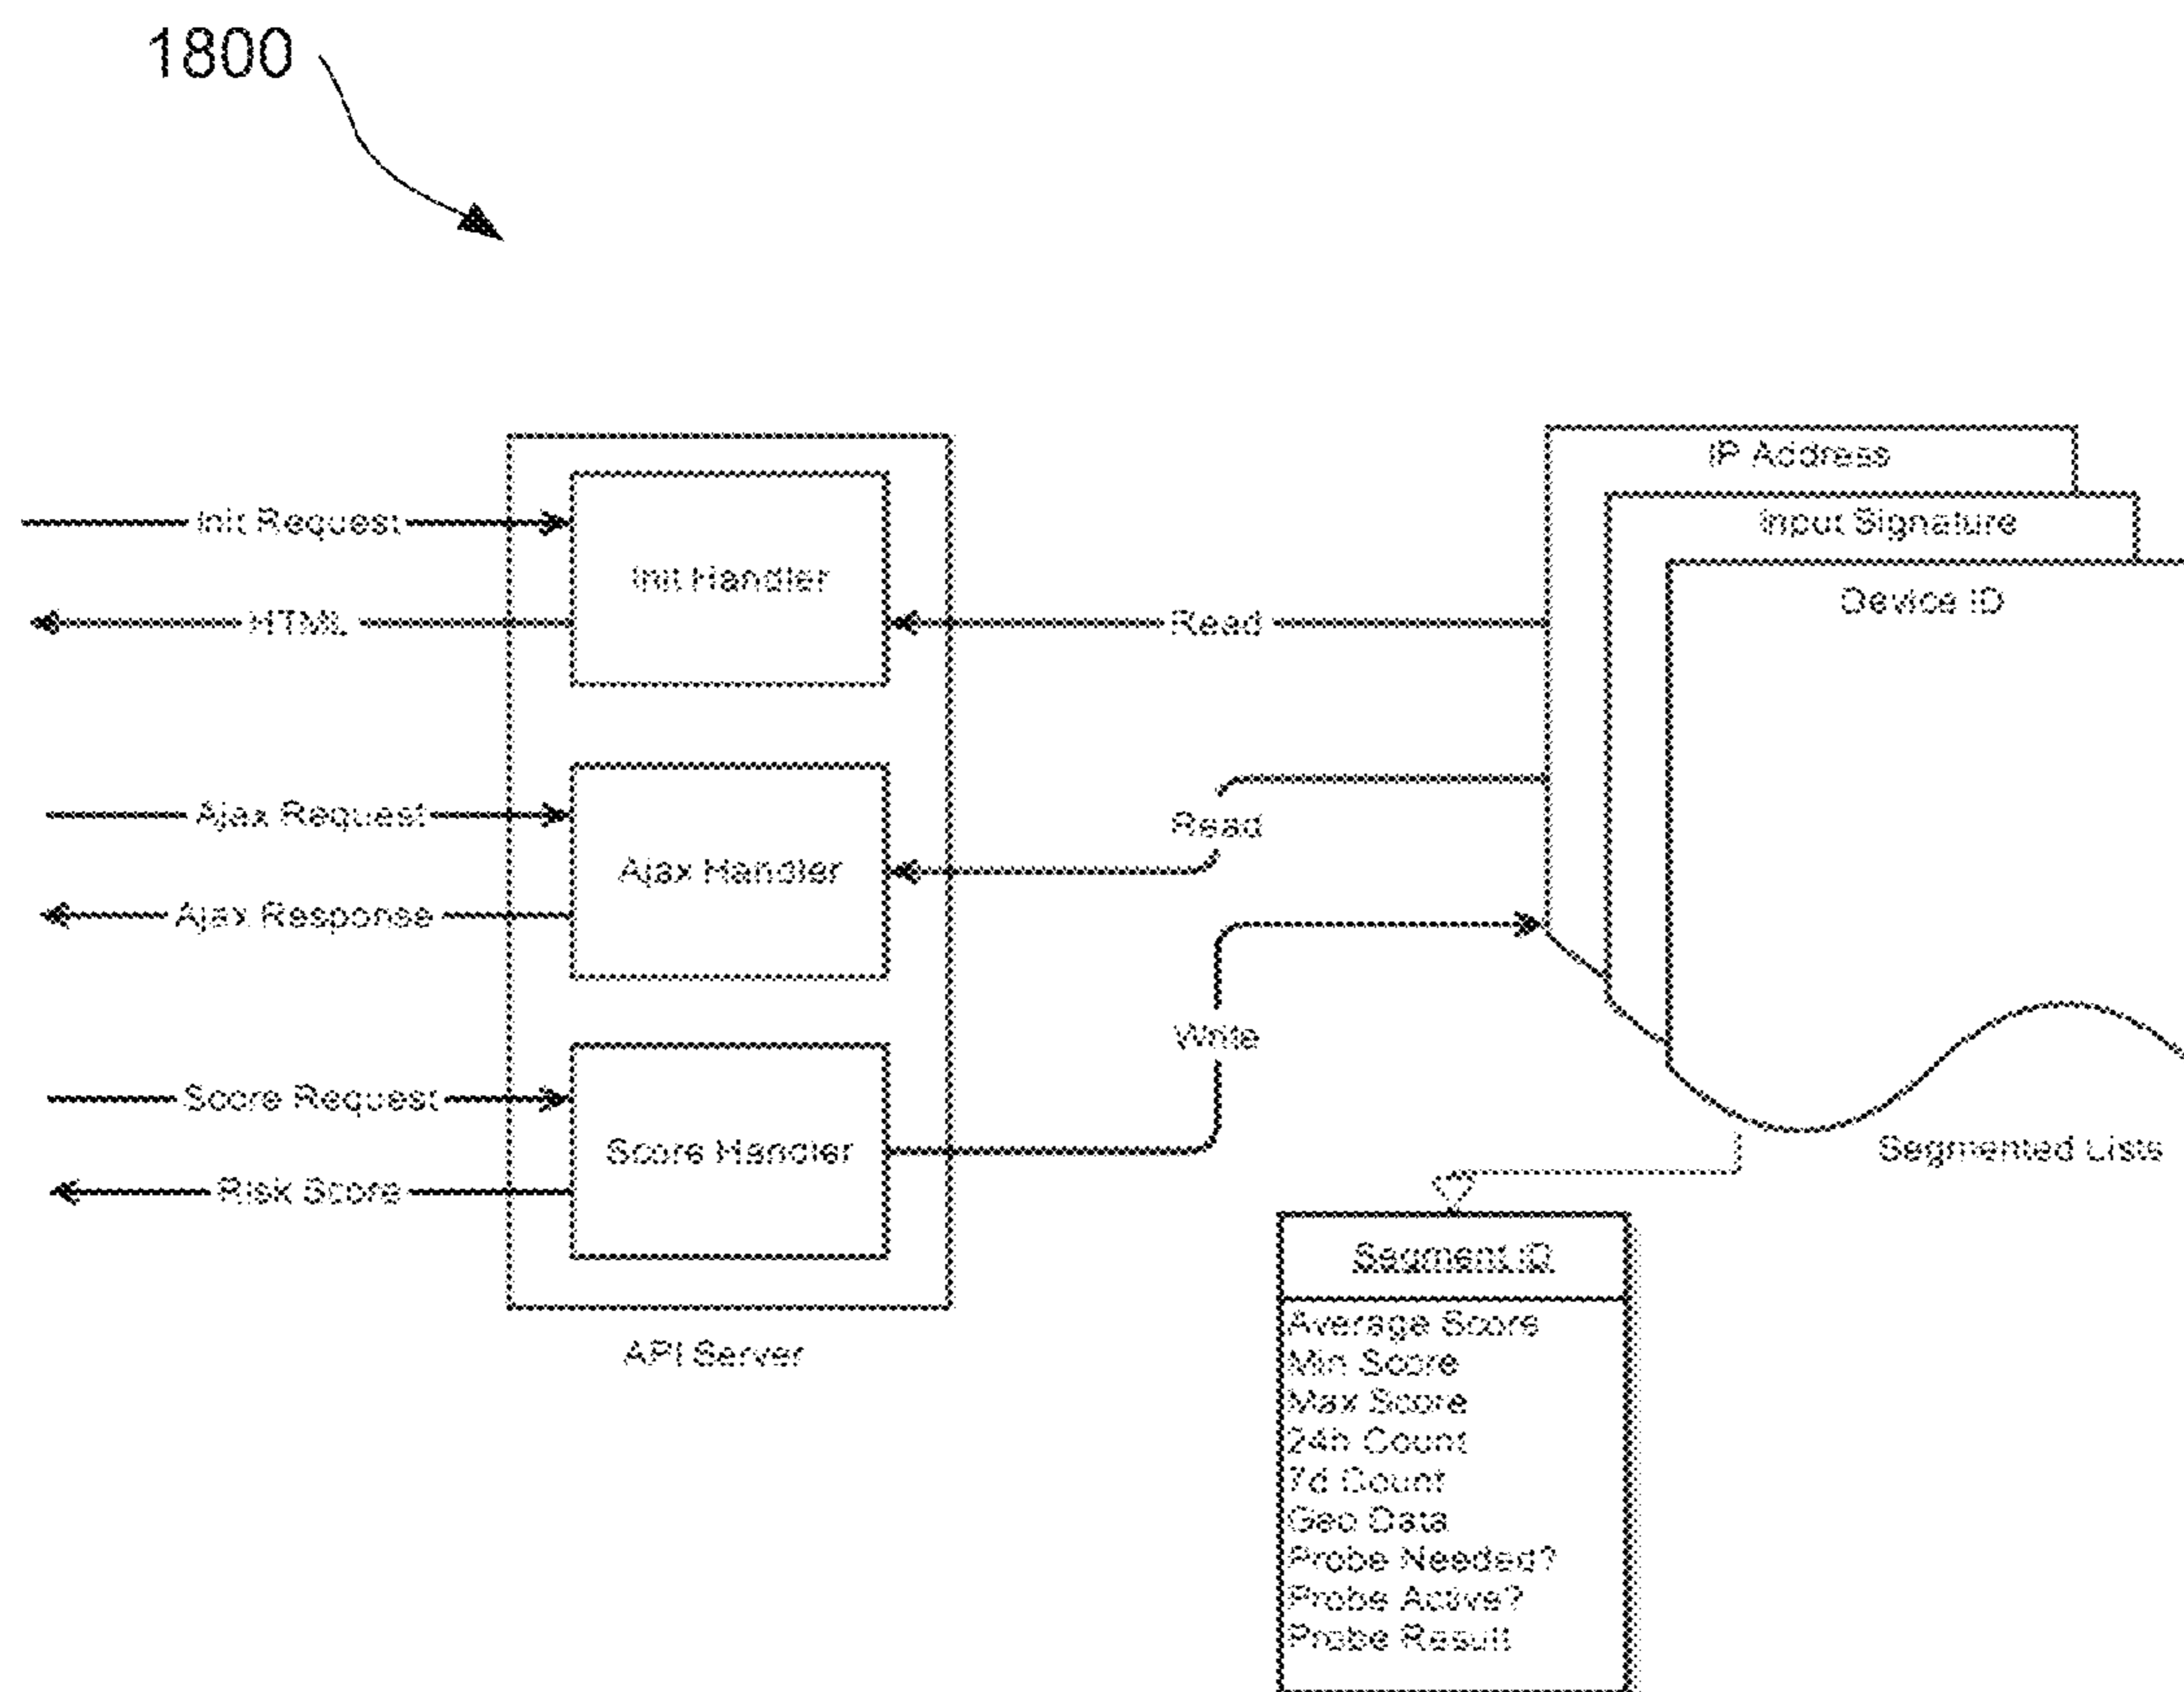 1800
IP Address
Input Signature
Device ID
Init Request
Init Handler
HTML
Read
Ajax Request
Read
Ajax Handler
Ajax Response
Write
Score Request
Score Handler
Risk Score
Segmented Lists
API Server
Segment ID
Average Score
Min Score
Max Score
24h Count
7d Count
Geo Data
Probe Needed?
Probe Active?
Probe Result